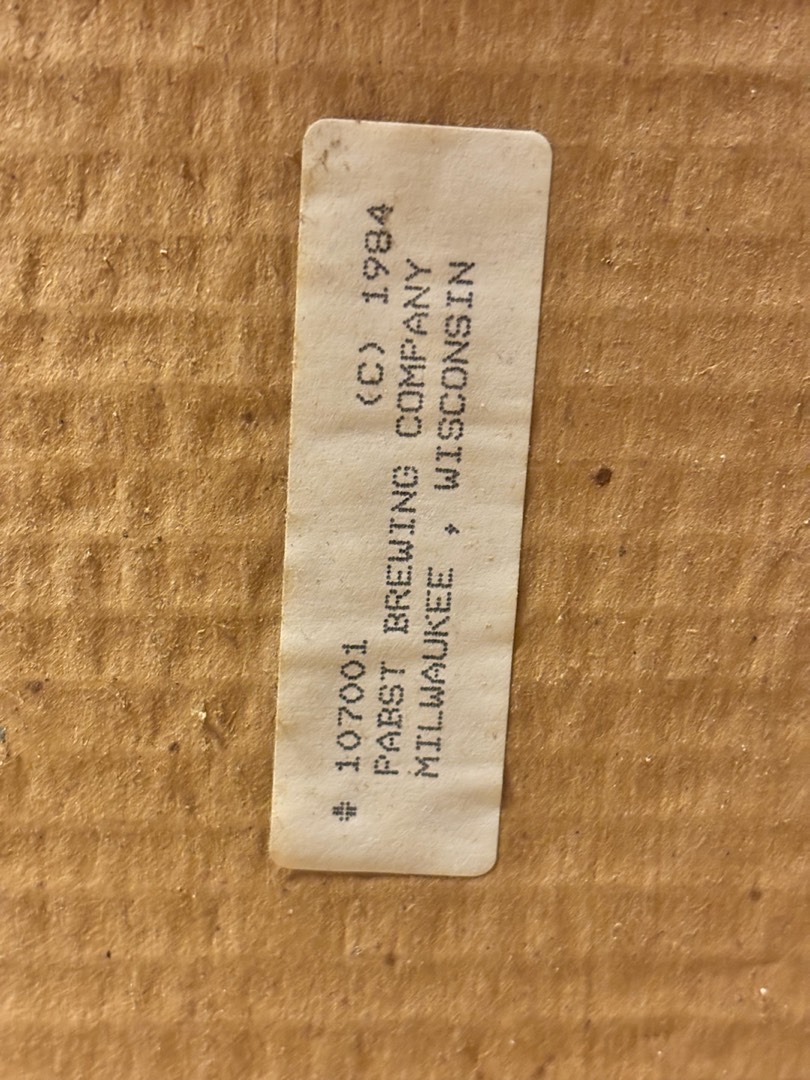 # 107001 (C) 1984
PABST BREWING COMPANY
MILWAUKEE , WISCONSIN